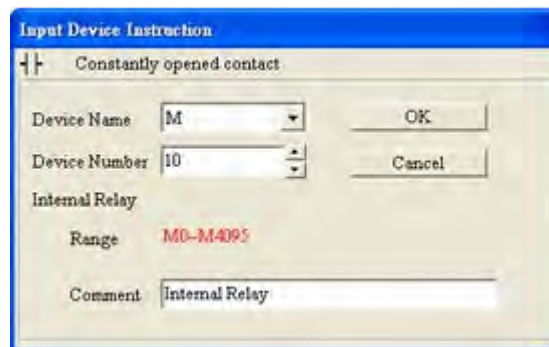 Input Device Instruction
Constantly opened contact
Device Name M OK
Device Number 10 Cancel
Internal Relay
Range M0~M4095
Comment Internal Relay